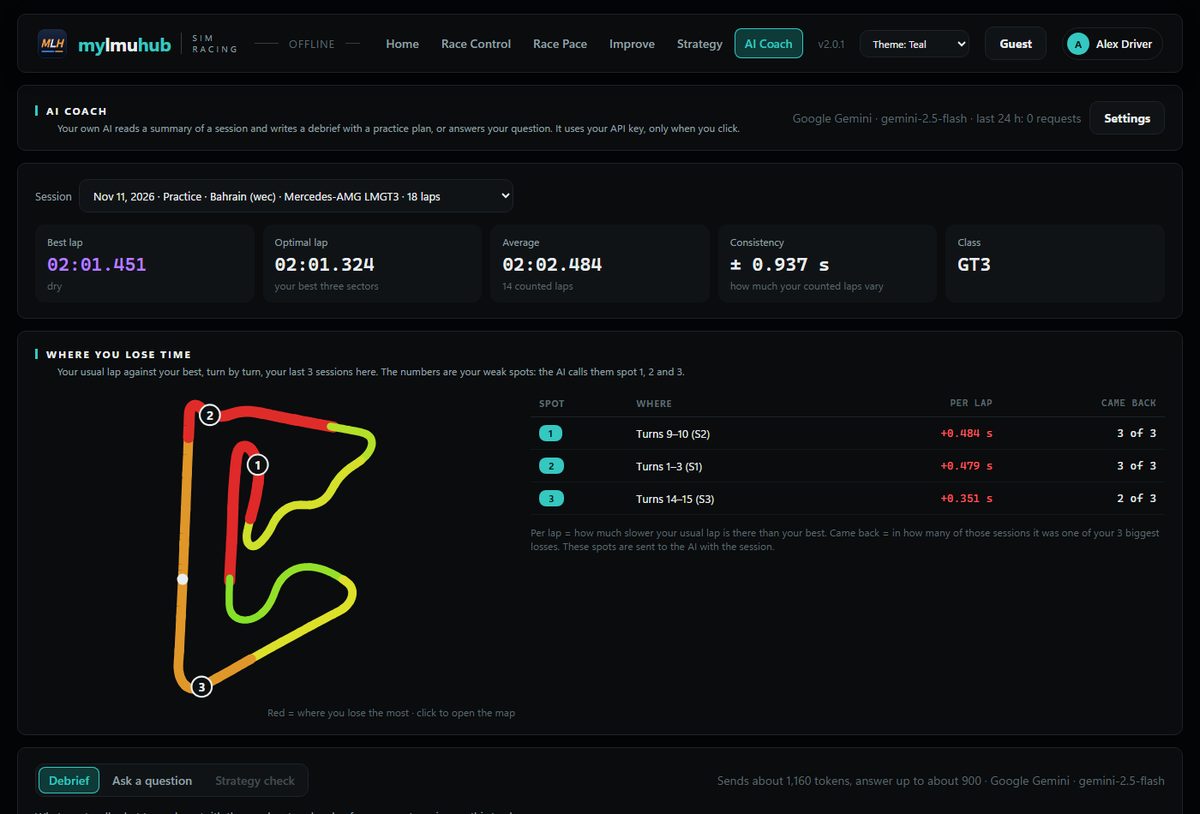 MLH mylmuhub SIM RACING OFFLINE Home Race Control Race Pace Improve Strategy AI Coach v2.0.1 Theme: Teal Guest A Alex Driver
AI COACH
Your own AI reads a summary of a session and writes a debrief with a practice plan, or answers your question. It uses your API key, only when you click.
Google Gemini · gemini-2.5-flash · last 24 h: 0 requests Settings
Session Nov 11, 2026 · Practice · Bahrain (wec) · Mercedes-AMG LMGT3 · 18 laps
Best lap Optimal lap Average Consistency Class
02:01.451 02:01.324 02:02.484 ± 0.937 s GT3
dry your best three sectors 14 counted laps how much your counted laps vary
WHERE YOU LOSE TIME
Your usual lap against your best, turn by turn, your last 3 sessions here. The numbers are your weak spots: the AI calls them spot 1, 2 and 3.
2
1
3
Red = where you lose the most · click to open the map
SPOT WHERE PER LAP CAME BACK
1 Turns 9–10 (S2) +0.484 s 3 of 3
2 Turns 1–3 (S1) +0.479 s 3 of 3
3 Turns 14–15 (S3) +0.351 s 2 of 3
Per lap = how much slower your usual lap is there than your best. Came back = in how many of those sessions it was one of your 3 biggest
losses. These spots are sent to the AI with the session.
Debrief Ask a question Strategy check Sends about 1,160 tokens, answer up to about 900 · Google Gemini · gemini-2.5-flash